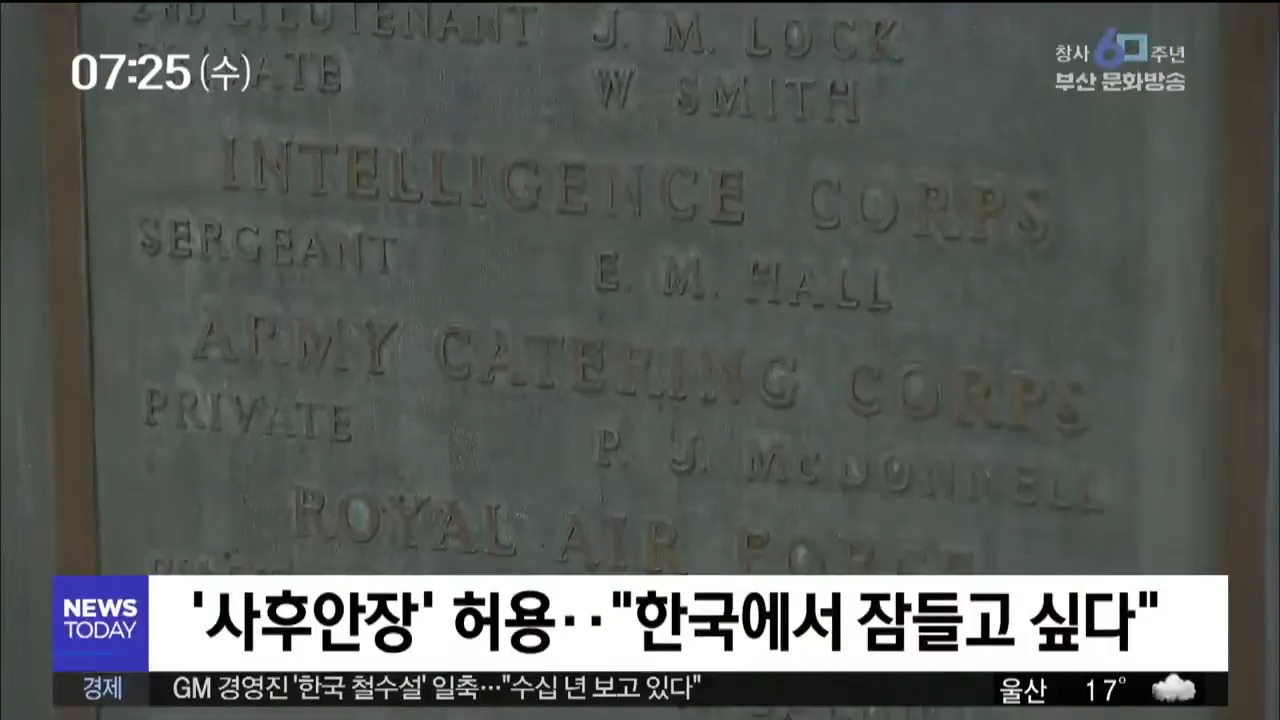 2ND LIEUTENANT J. M. LOCK
07:25 (수)
창사 60 주년
부산 문화방송
W. SMITH
INTELLIGENCE CORPS
SERGEANT E. M. HALL
ARMY CATERING CORPS
PRIVATE P. J. McDONNELL
ROYAL AIR FORCE
NEWS
TODAY
'사후안장' 허용‥"한국에서 잠들고 싶다"
경제 GM 경영진 '한국 철수설' 일축…"수십 년 보고 있다"
울산 17°